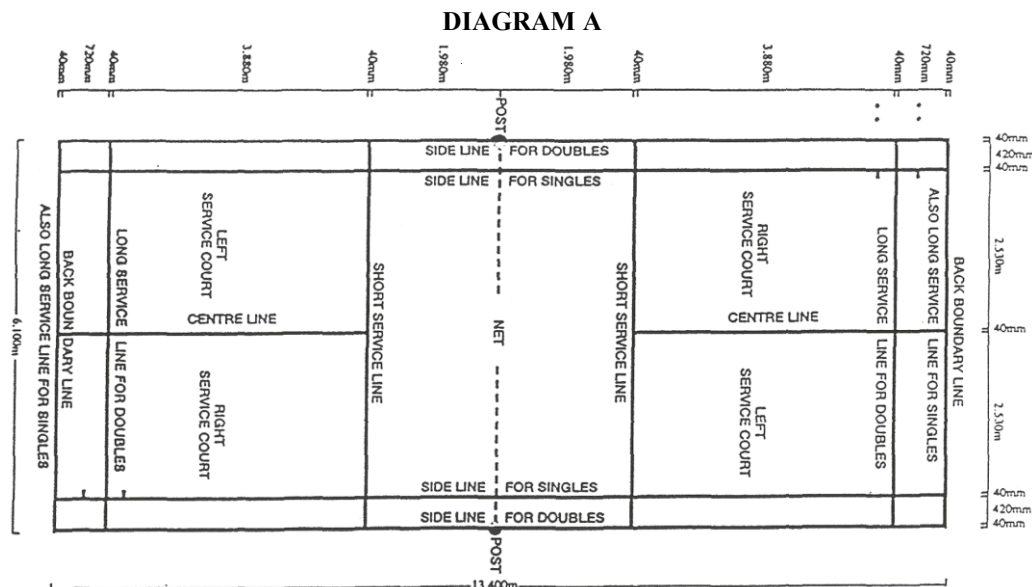 DIAGRAM A
40mm
720mm
40mm
3.880m
40mm
1.980m
1.980m
40mm
3.880m
40mm
720mm
40mm
POST
SIDE LINE FOR DOUBLES
SIDE LINE FOR SINGLES
40mm
420mm
40mm
2.530m
40mm
2.530m
40mm
420mm
40mm
6.100m
ALSO LONG SERVICE LINE FOR SINGLES
BACK BOUNDARY LINE
LONG SERVICE LINE FOR DOUBLES
LEFT
SERVICE COURT
CENTRE LINE
RIGHT
SERVICE COURT
SHORT SERVICE LINE
NET
SHORT SERVICE LINE
RIGHT
SERVICE COURT
CENTRE LINE
LEFT
SERVICE COURT
LONG SERVICE LINE FOR DOUBLES
ALSO LONG SERVICE LINE FOR SINGLES
BACK BOUNDARY LINE
SIDE LINE FOR SINGLES
SIDE LINE FOR DOUBLES
POST
13.400m